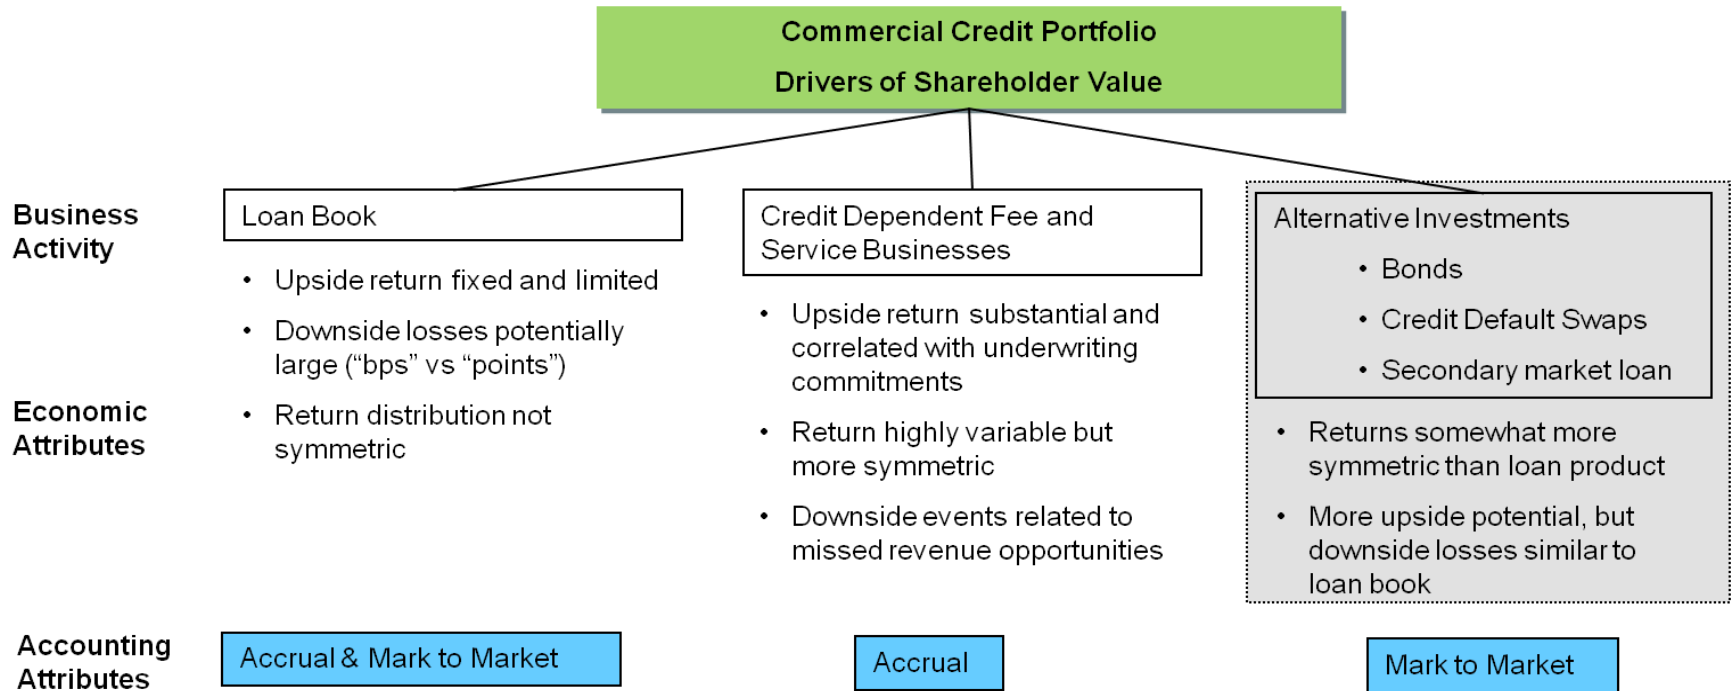 Commercial Credit Portfolio
Drivers of Shareholder Value
Business
Activity
Loan Book
Credit Dependent Fee and
Service Businesses
Alternative Investments
• Bonds
• Credit Default Swaps
• Secondary market loan
Economic
Attributes
• Upside return fixed and limited
• Downside losses potentially
large (“bps” vs “points”)
• Return distribution not
symmetric
• Upside return substantial and
correlated with underwriting
commitments
• Return highly variable but
more symmetric
• Downside events related to
missed revenue opportunities
• Returns somewhat more
symmetric than loan product
• More upside potential, but
downside losses similar to
loan book
Accounting
Attributes
Accrual & Mark to Market
Accrual
Mark to Market